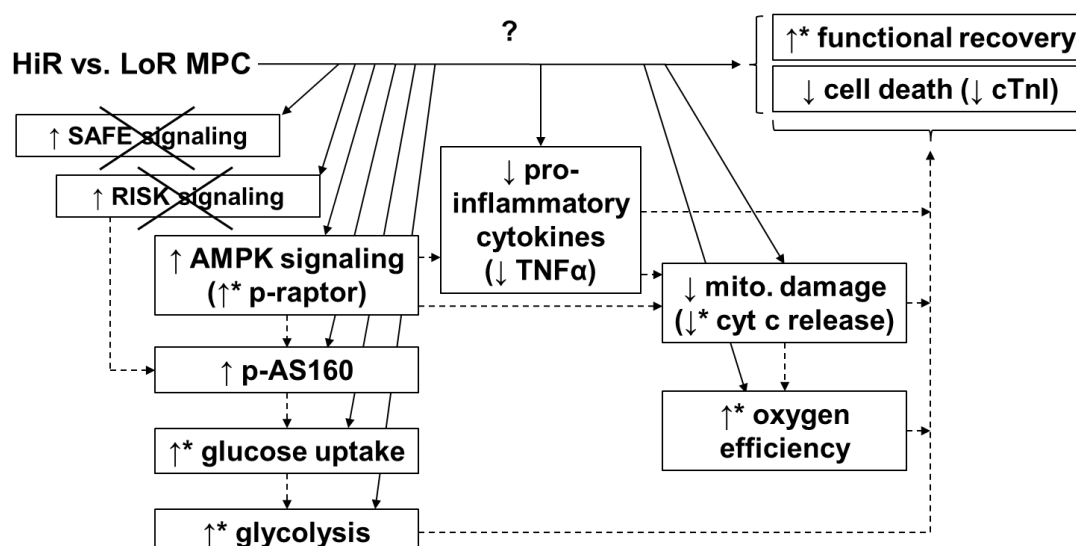 ?
HiR vs. LoR MPC
↑* functional recovery
↓ cell death (↓ cTnI)
↑ SAFE signaling
↑ RISK signaling
↑ AMPK signaling
(↑* p-raptor)
↓ pro-
inflammatory
cytokines
(↓ TNFα)
↓ mito. damage
(↓* cyt c release)
↑ p-AS160
↑* oxygen
efficiency
↑* glucose uptake
↑* glycolysis